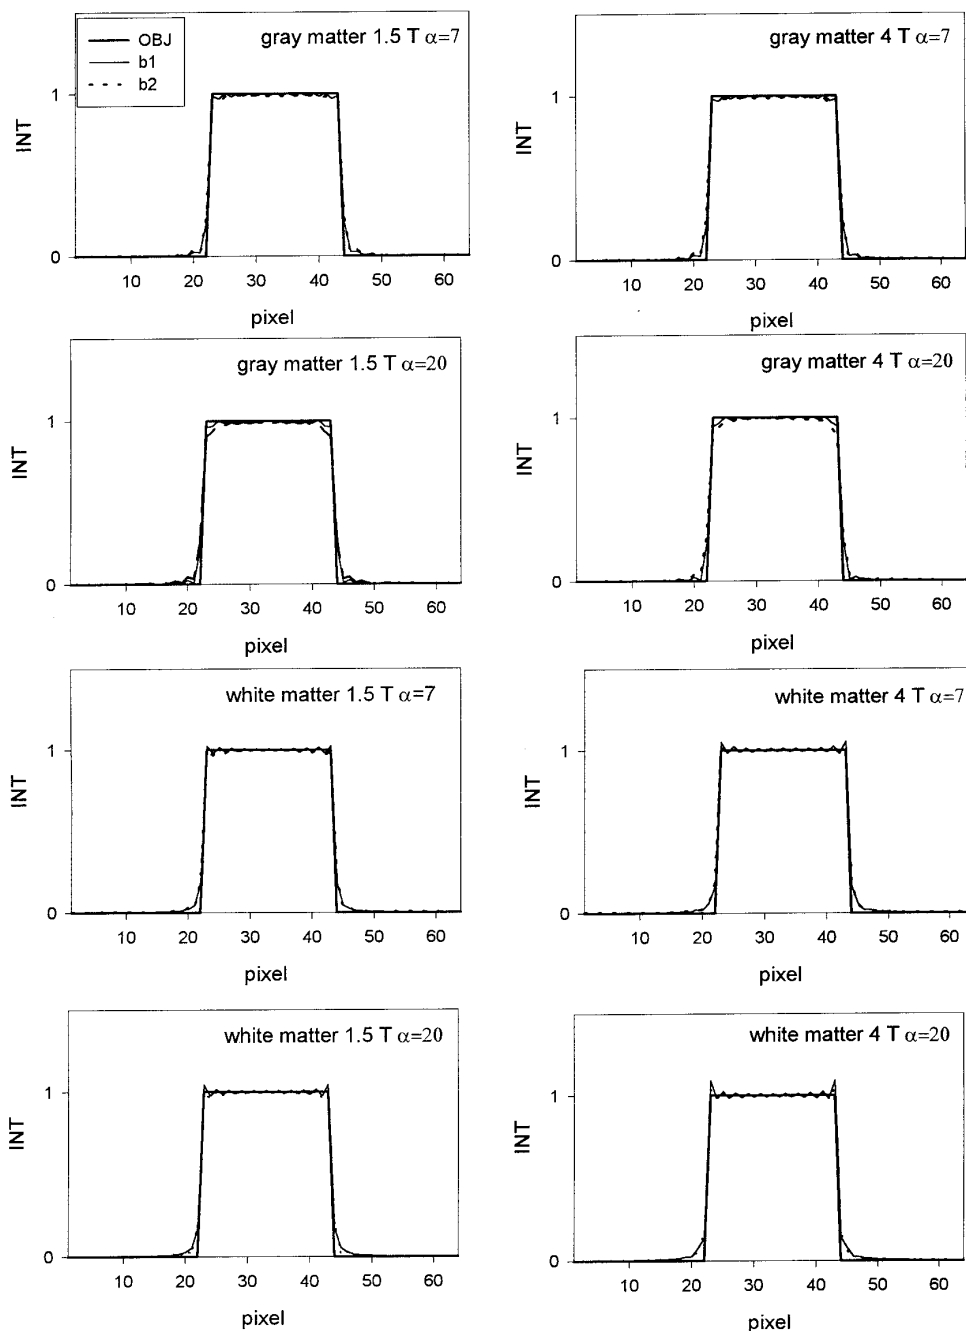 OBJ
b1
b2
gray matter 1.5 T α=7
1
INT
0
10 20 30 40 50 60
pixel
gray matter 4 T α=7
1
INT
0
10 20 30 40 50 60
pixel
gray matter 1.5 T α=20
1
INT
0
10 20 30 40 50 60
pixel
gray matter 4 T α=20
1
INT
0
10 20 30 40 50 60
pixel
white matter 1.5 T α=7
1
INT
0
10 20 30 40 50 60
pixel
white matter 4 T α=7
1
INT
0
10 20 30 40 50 60
pixel
white matter 1.5 T α=20
1
INT
0
10 20 30 40 50 60
pixel
white matter 4 T α=20
1
INT
0
10 20 30 40 50 60
pixel